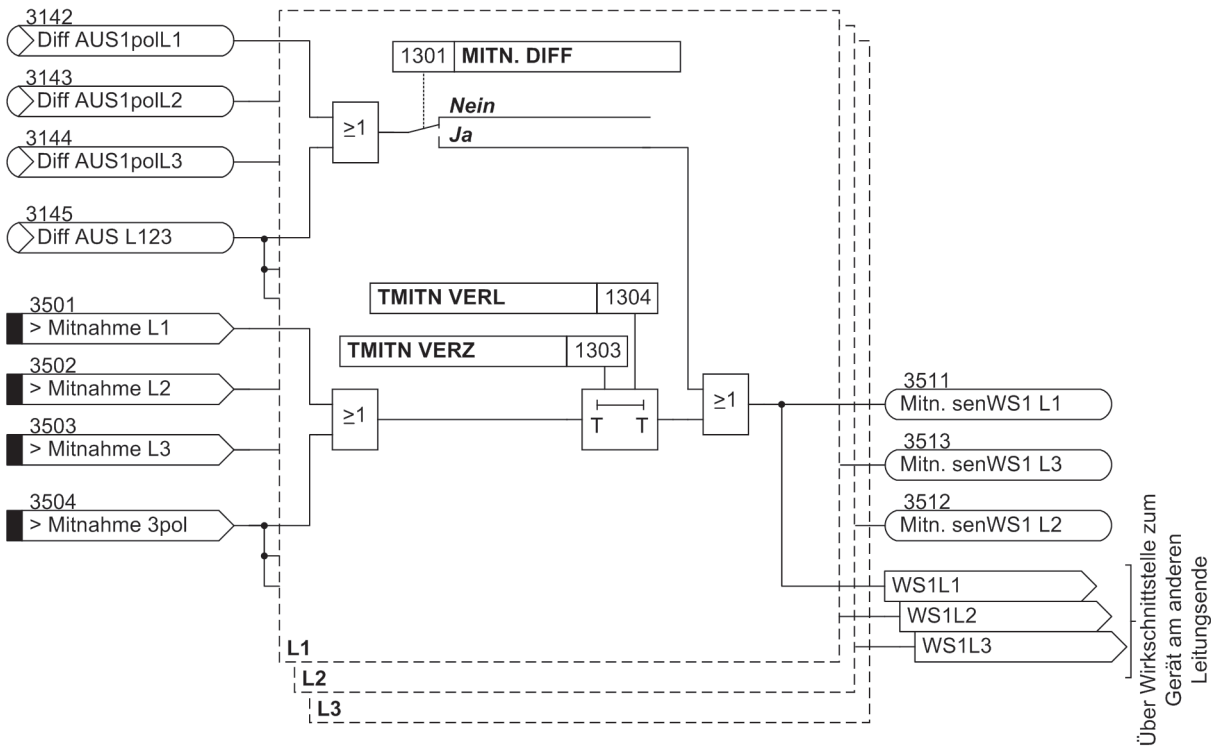 3142
Diff AUS1polL1
3143
Diff AUS1polL2
3144
Diff AUS1polL3
3145
Diff AUS L123
3501
> Mitnahme L1
3502
> Mitnahme L2
3503
> Mitnahme L3
3504
> Mitnahme 3pol
1301 MITN. DIFF
≥1
Nein
Ja
TMITN VERL 1304
TMITN VERZ 1303
≥1
T T
≥1
3511
Mitn. senWS1 L1
3513
Mitn. senWS1 L3
3512
Mitn. senWS1 L2
WS1L1
WS1L2
WS1L3
Über Wirkschnittstelle zum
Gerät am anderen
Leitungsende
L1
L2
L3